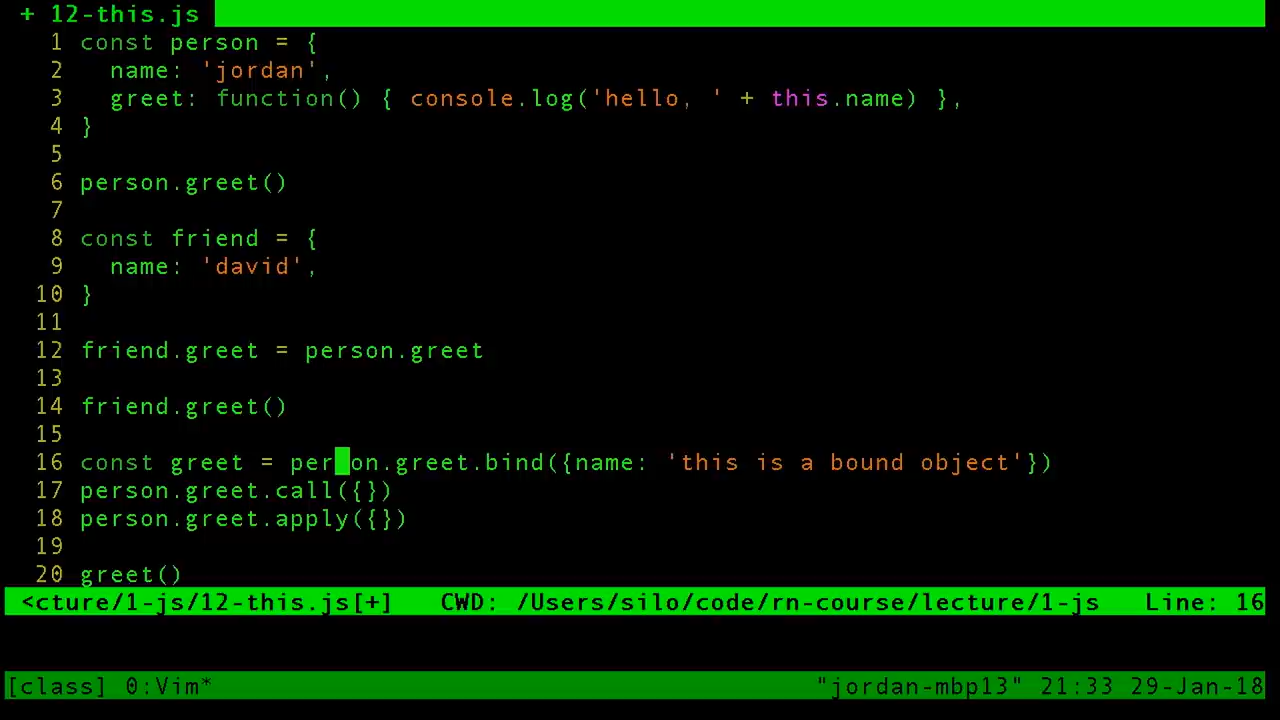 + 12-this.js
1 const person = {
2   name: 'jordan',
3   greet: function() { console.log('hello, ' + this.name) },
4 }
5
6 person.greet()
7
8 const friend = {
9   name: 'david',
10 }
11
12 friend.greet = person.greet
13
14 friend.greet()
15
16 const greet = person.greet.bind({name: 'this is a bound object'})
17 person.greet.call({})
18 person.greet.apply({})
19
20 greet()
<cture/1-js/12-this.js[+]   CWD: /Users/silo/code/rn-course/lecture/1-js   Line: 16
[class] 0:Vim* "jordan-mbp13" 21:33 29-Jan-18